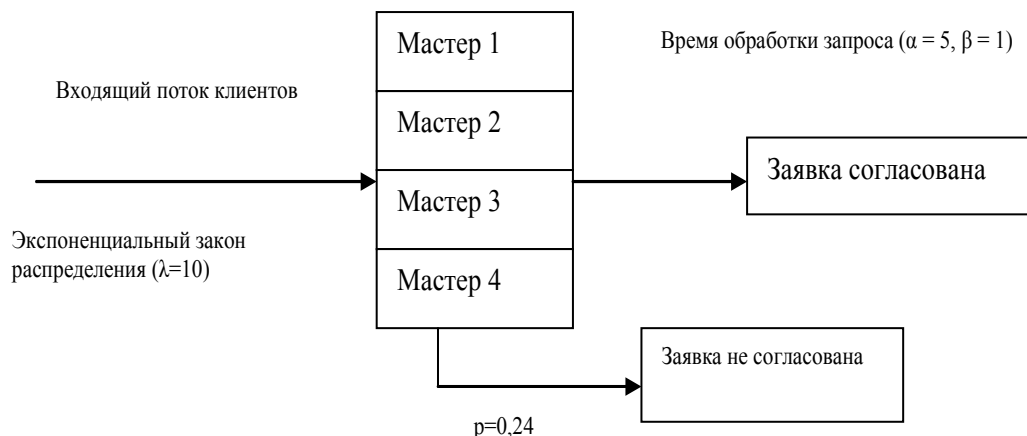 Мастер 1
Время обработки запроса (α = 5, β = 1)
Входящий поток клиентов
Мастер 2
Заявка согласована
Мастер 3
Экспоненциальный закон
распределения (λ=10)
Мастер 4
Заявка не согласована
p=0,24